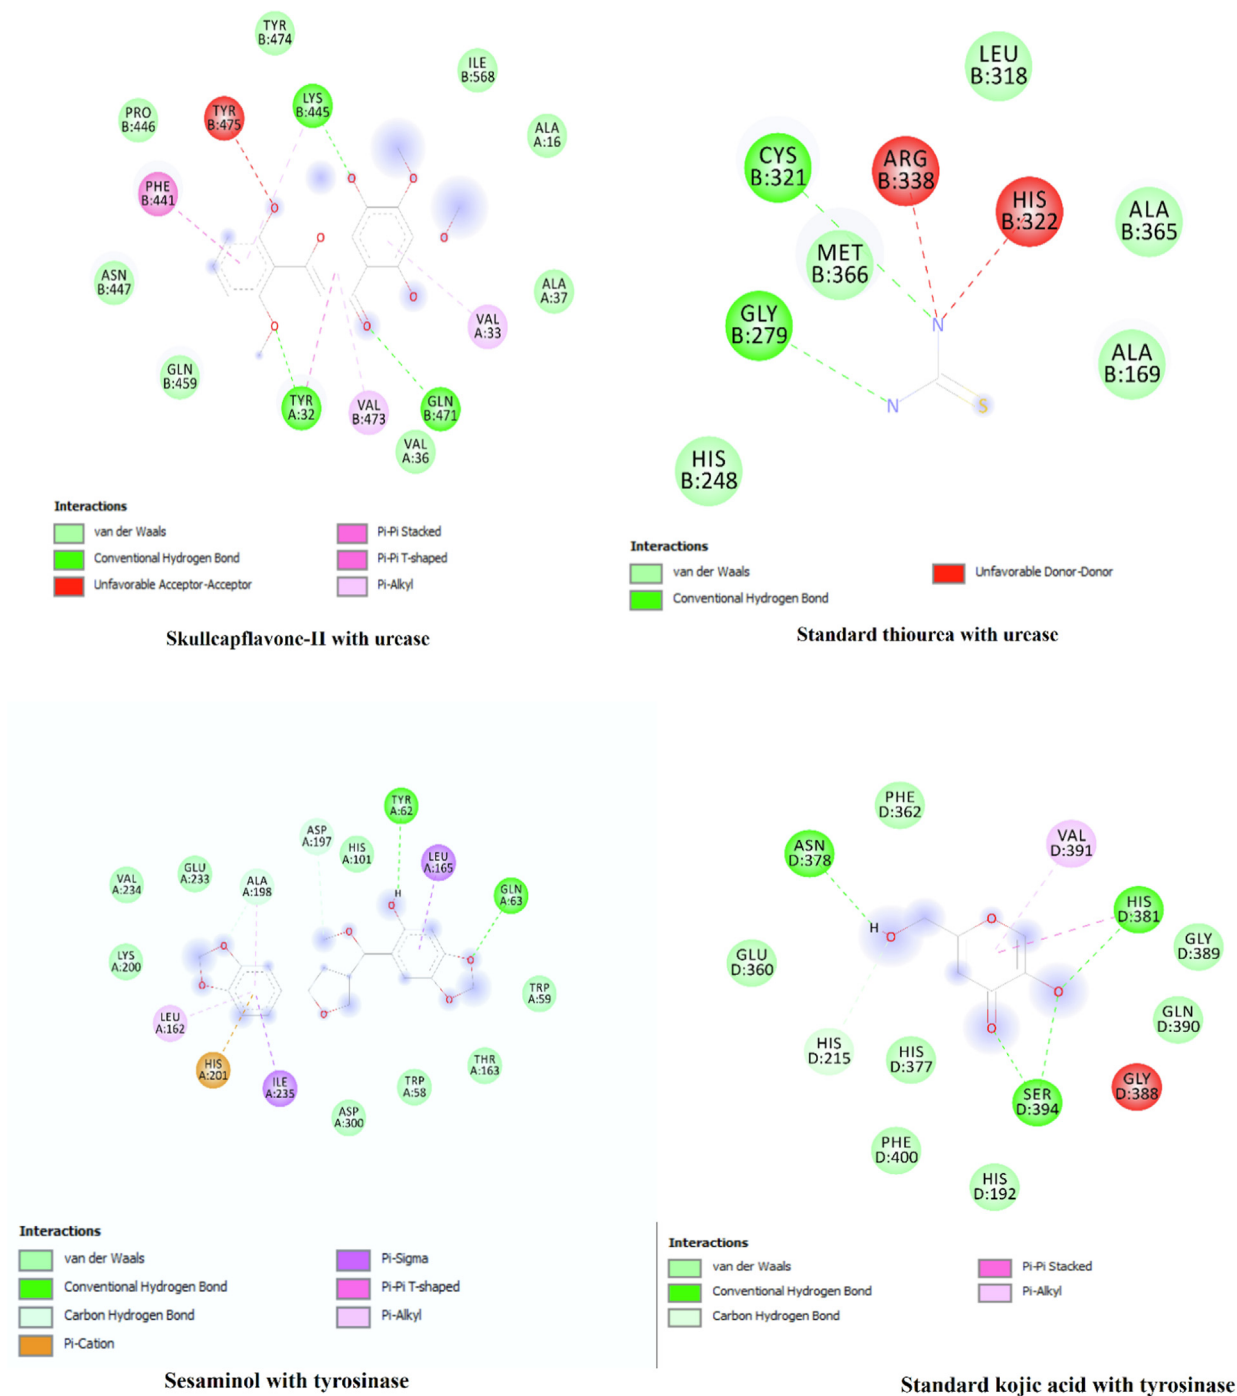 TYR
B:474
ILE
B:568
LYS
B:445
PRO
B:446
TYR
B:475
ALA
A:16
PHE
B:441
O
O
O
O
O
O
ASN
B:447
ALA
A:37
O
O
O
VAL
A:33
GLN
B:459
TYR
A:32
VAL
B:473
GLN
B:471
VAL
A:36
Interactions
van der Waals
Conventional Hydrogen Bond
Unfavorable Acceptor-Acceptor
Pi-Pi Stacked
Pi-Pi T-shaped
Pi-Alkyl
Skullcapflavone-II with urease
LEU
B:318
CYS
B:321
ARG
B:338
HIS
B:322
ALA
B:365
MET
B:366
GLY
B:279
N
ALA
B:169
N
S
HIS
B:248
Interactions
van der Waals
Conventional Hydrogen Bond
Unfavorable Donor-Donor
Standard thiourea with urease
TYR
A:62
ASP
A:197
HIS
A:101
LEU
A:165
GLU
A:233
VAL
A:234
ALA
A:198
GLN
A:63
H
O
O
O
O
LYS
A:200
O
O
O
TRP
A:59
LEU
A:162
HIS
A:201
ILE
A:235
TRP
A:58
THR
A:163
ASP
A:300
Interactions
van der Waals
Conventional Hydrogen Bond
Carbon Hydrogen Bond
Pi-Cation
Pi-Sigma
Pi-Pi T-shaped
Pi-Alkyl
Sesaminol with tyrosinase
PHE
D:362
ASN
D:378
VAL
D:391
HIS
D:381
H
O
O
GLU
D:360
GLY
D:389
O
O
GLN
D:390
HIS
D:215
HIS
D:377
SER
D:394
GLY
D:388
PHE
D:400
HIS
D:192
Interactions
van der Waals
Conventional Hydrogen Bond
Carbon Hydrogen Bond
Pi-Pi Stacked
Pi-Alkyl
Standard kojic acid with tyrosinase